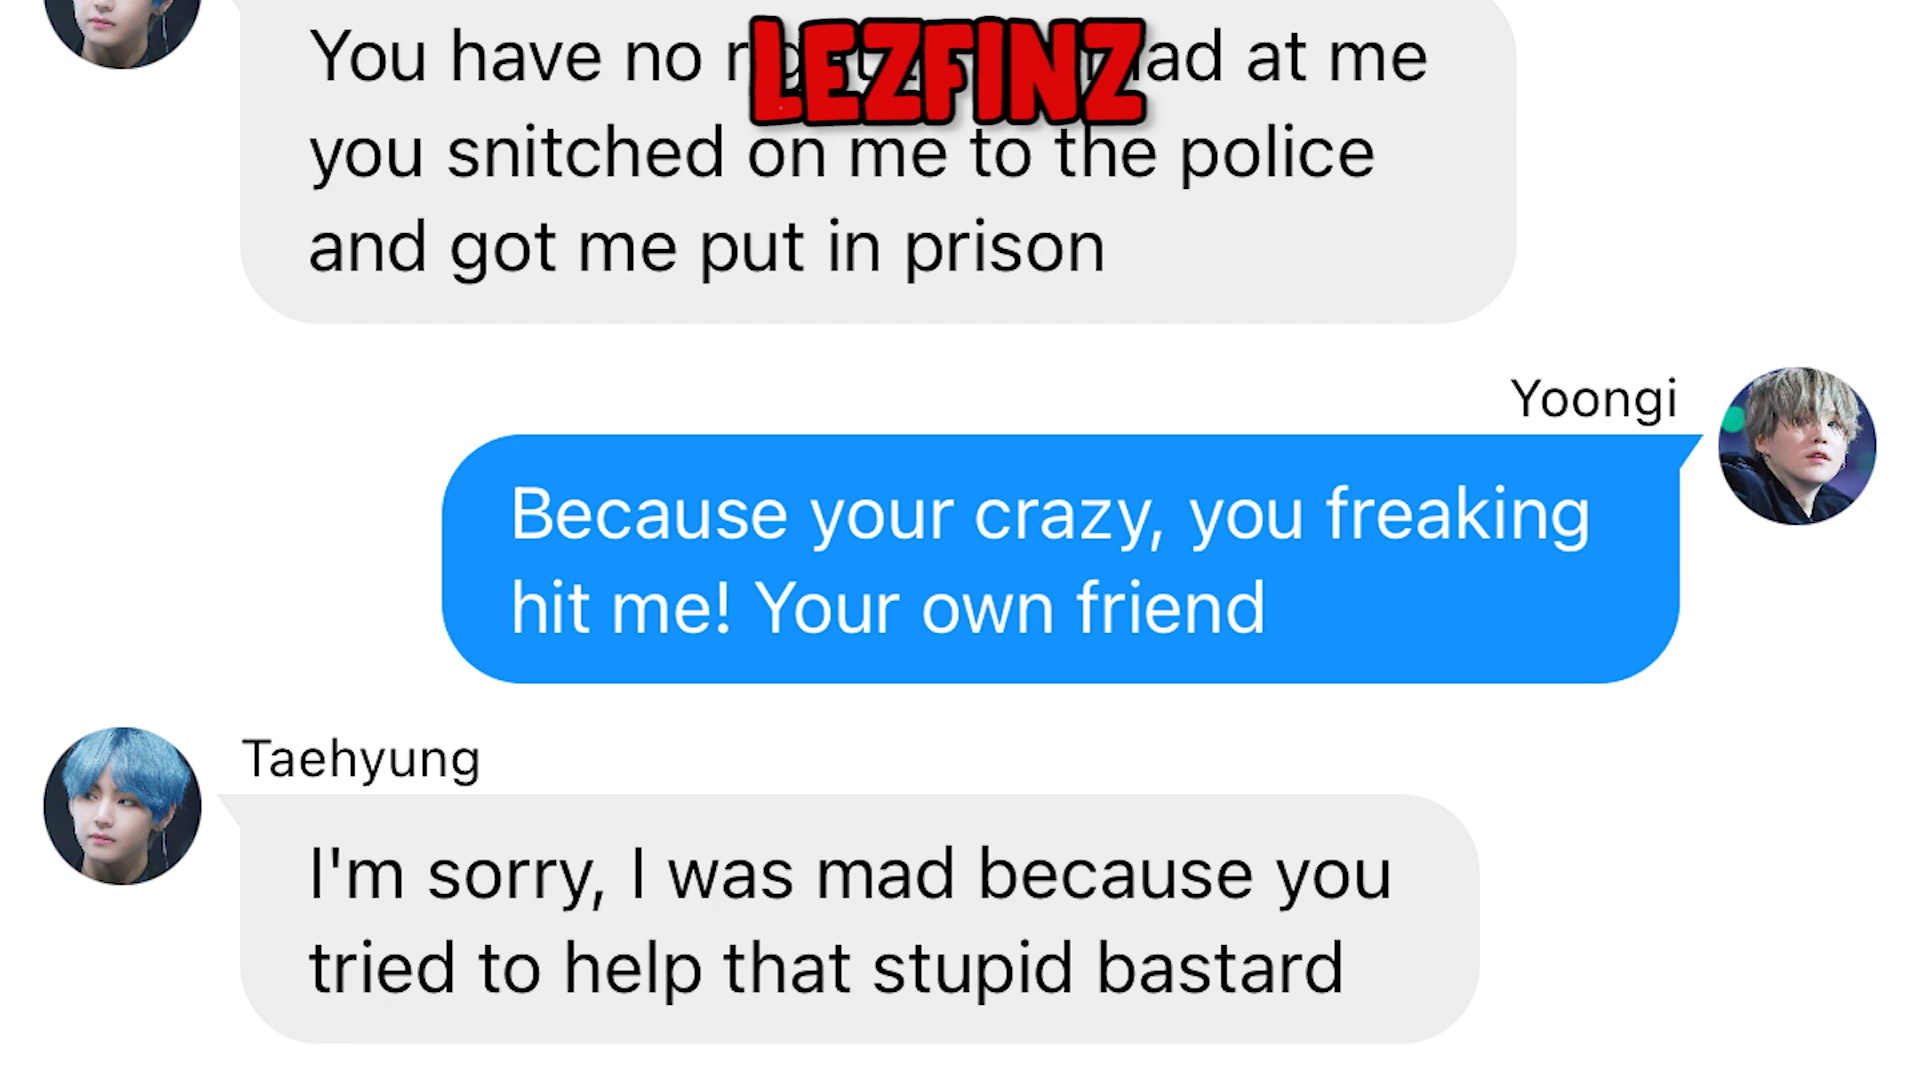 LEZFINZ
You have no at me
you snitched on me to the police
and got me put in prison
Yoongi
Because your crazy, you freaking
hit me! Your own friend
Taehyung
I'm sorry, I was mad because you
tried to help that stupid bastard